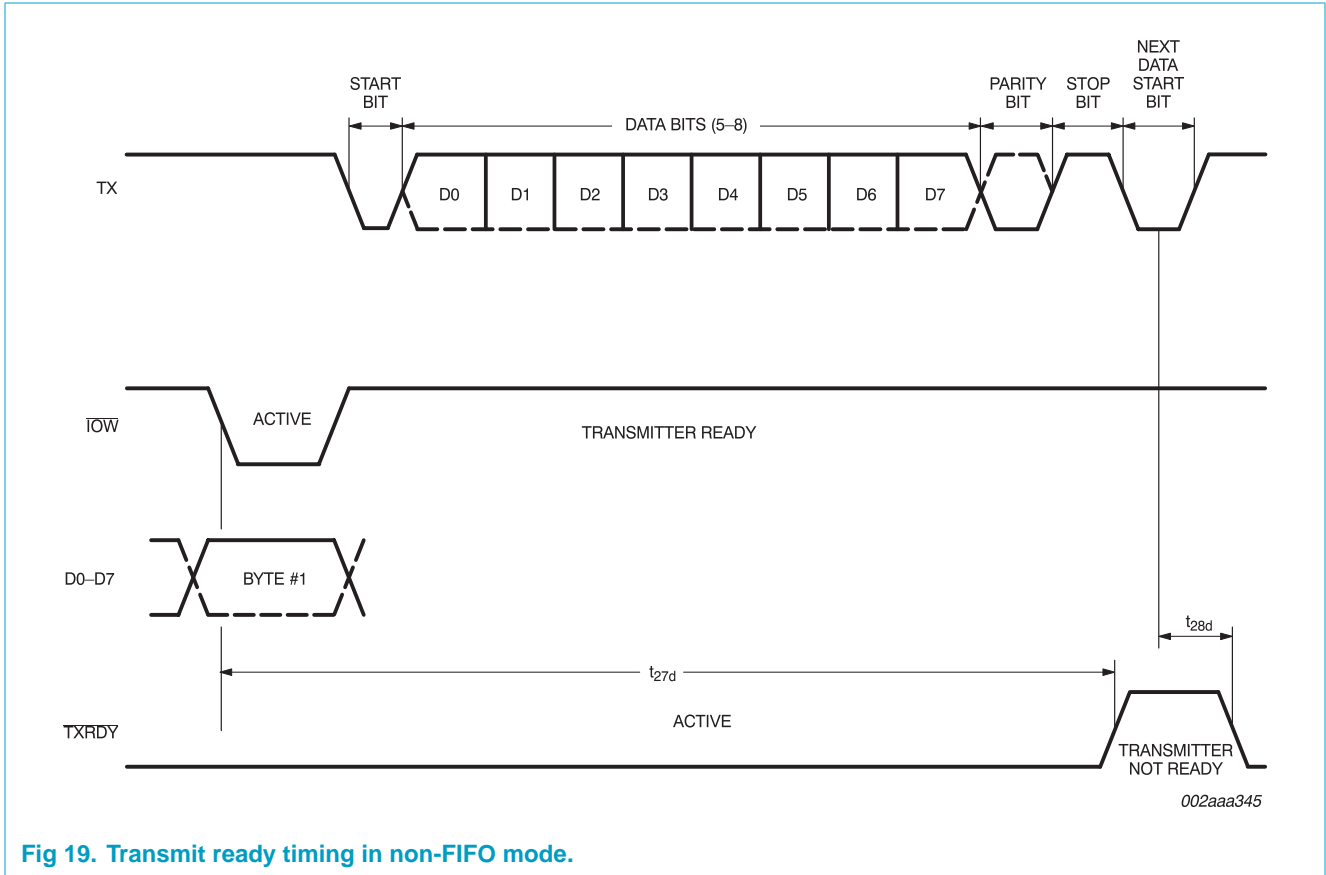 NEXT
DATA
START
BIT
START
BIT
PARITY
BIT
STOP
BIT
DATA BITS (5–8)
TX
D0
D1
D2
D3
D4
D5
D6
D7
IOW
ACTIVE
TRANSMITTER READY
D0–D7
BYTE #1
t28d
t27d
TXRDY
ACTIVE
TRANSMITTER
NOT READY
002aaa345
Fig 19. Transmit ready timing in non-FIFO mode.